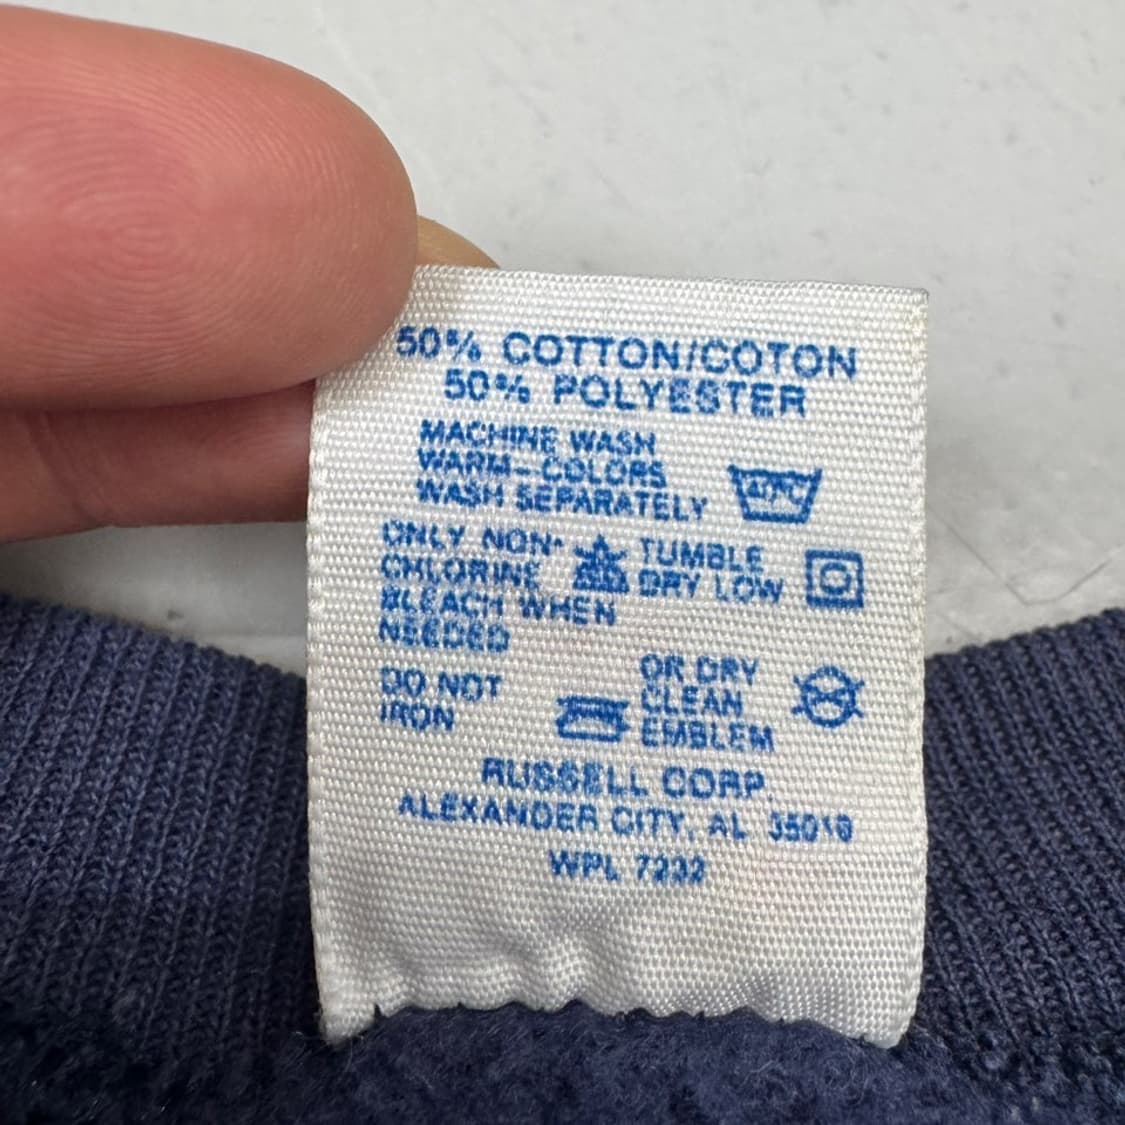 50% COTTON/COTON
50% POLYESTER
MACHINE WASH
WARM-COLORS
WASH SEPARATELY
ONLY NON-
CHLORINE
BLEACH WHEN
NEEDED
TUMBLE
DRY LOW
DO NOT
IRON
OR DRY
CLEAN
EMBLEM
RUSSELL CORP.
ALEXANDER CITY, AL 35010
WPL 7232